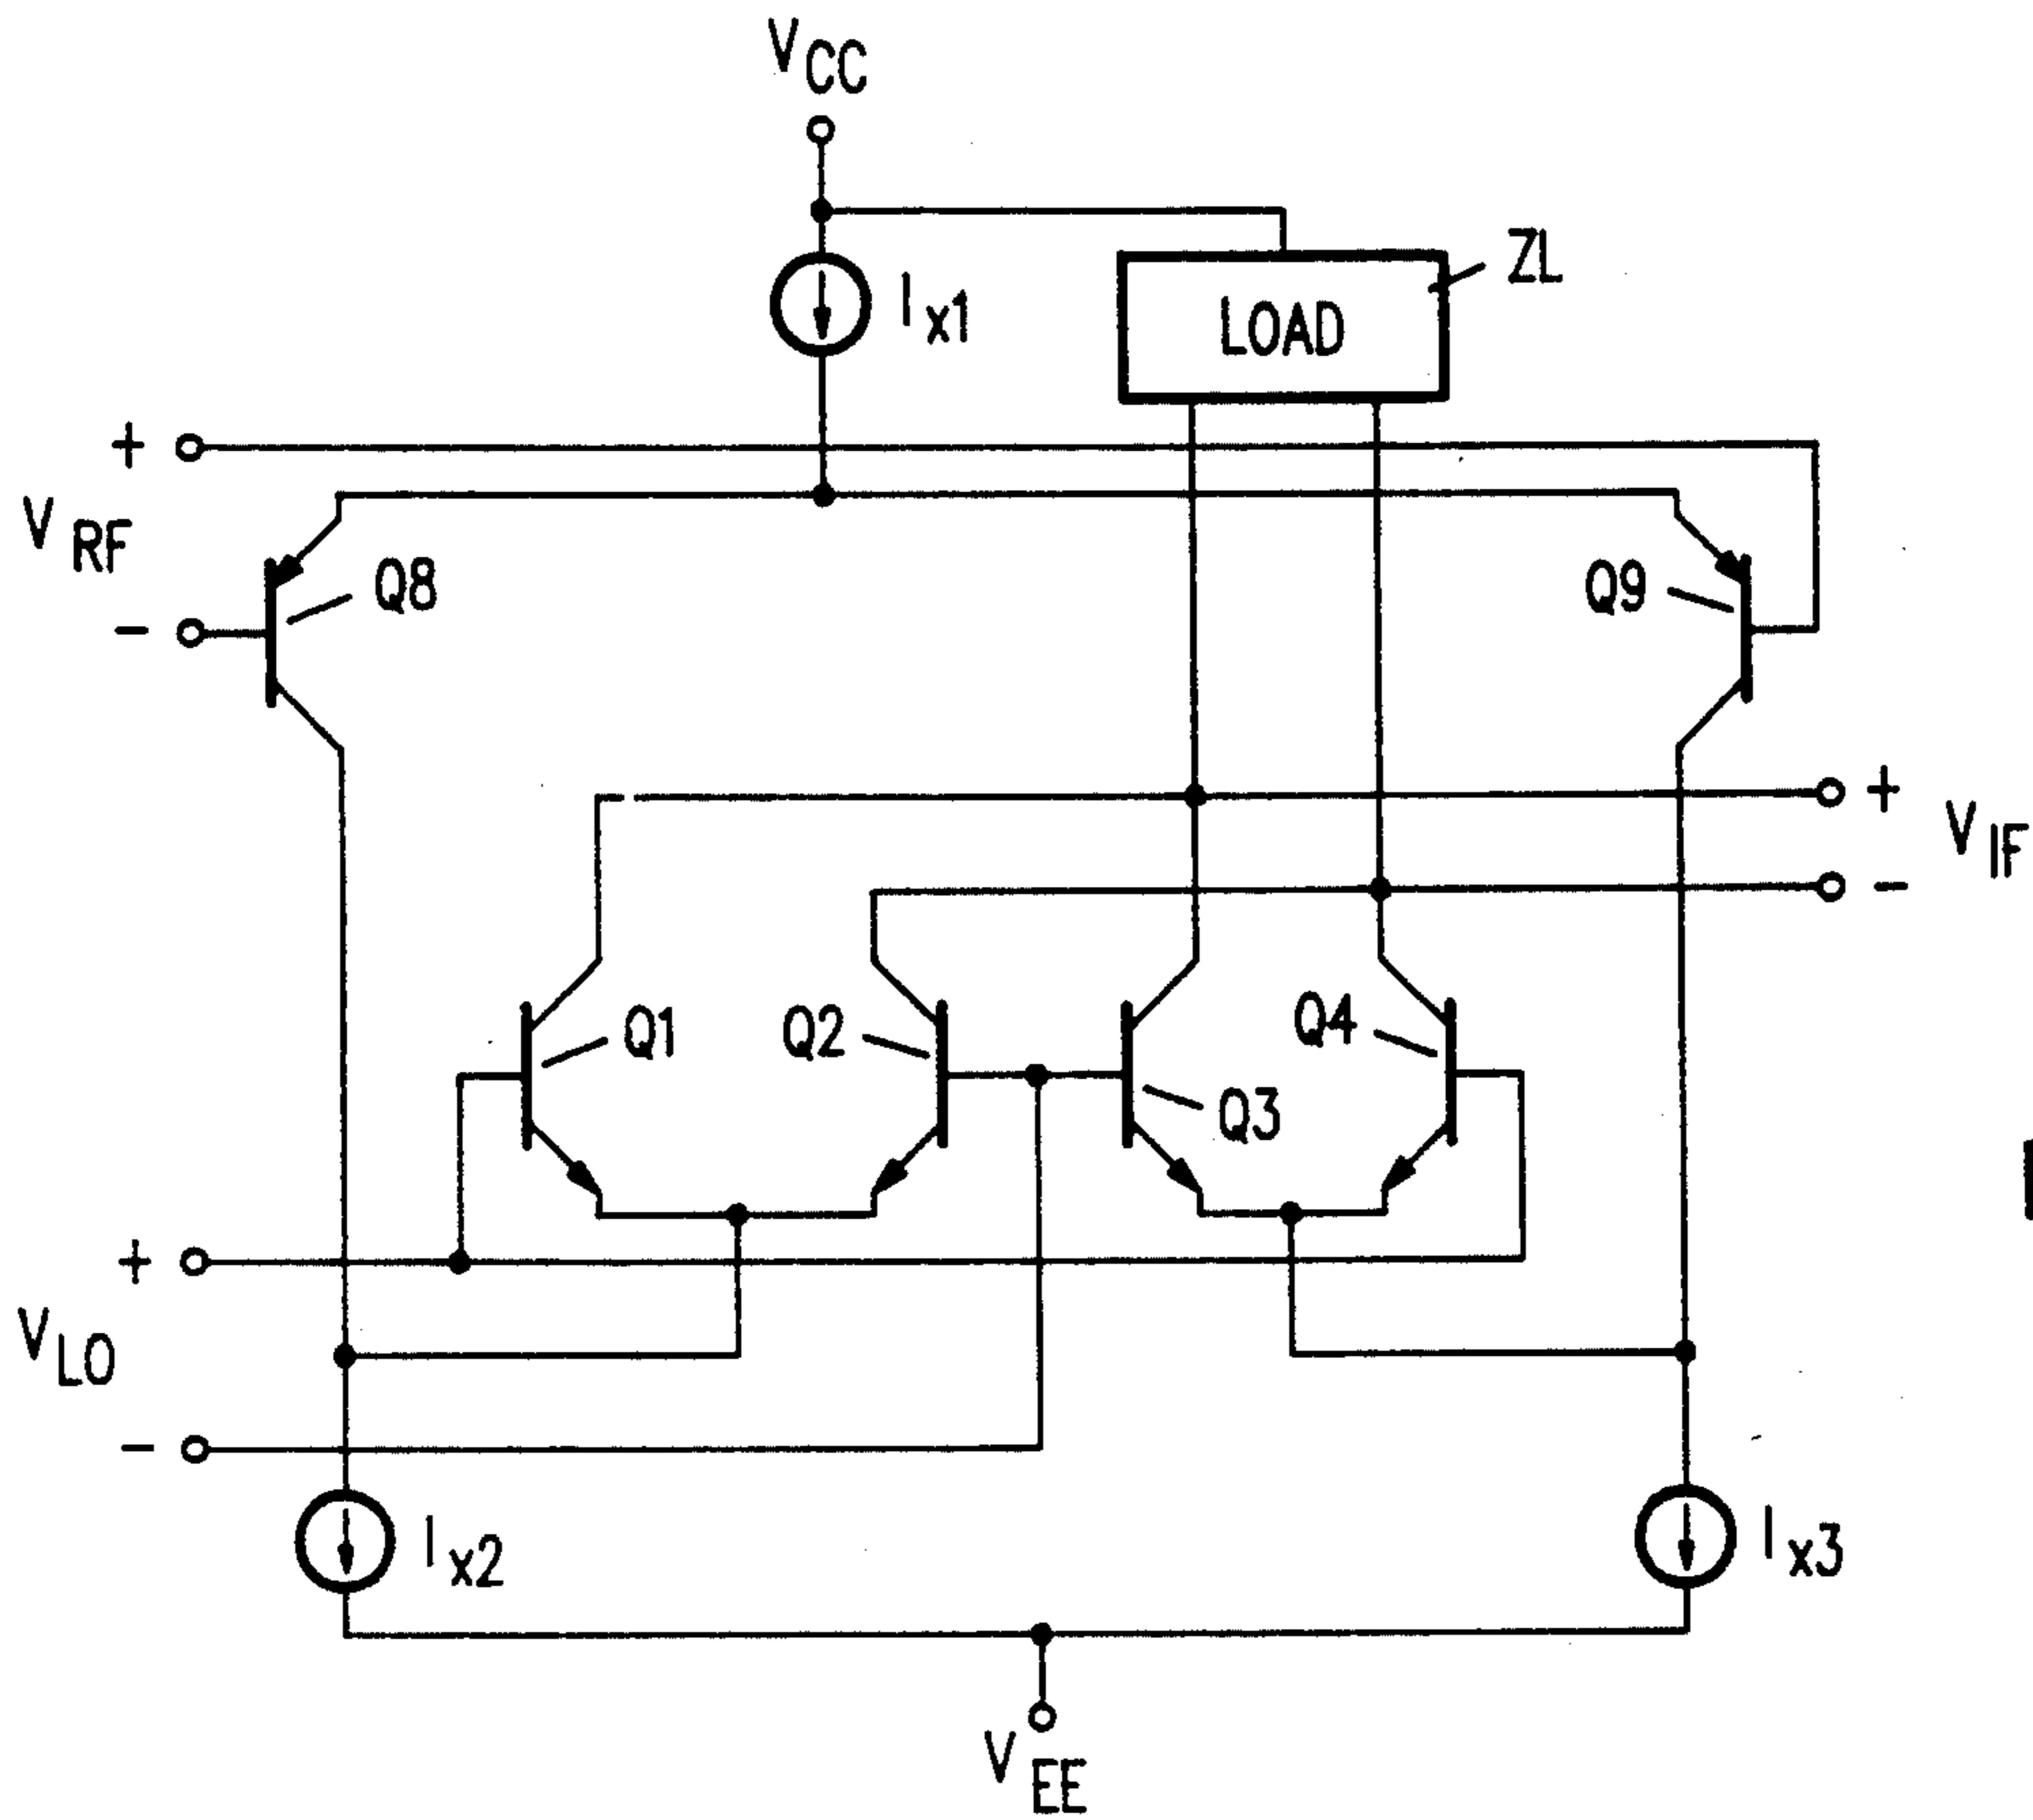 VCC
Ix1
ZL
LOAD
+
VRF
-
Q8
Q9
+
VIF
-
Q1
Q2
Q3
Q4
+
VLO
-
Ix2
Ix3
VEE